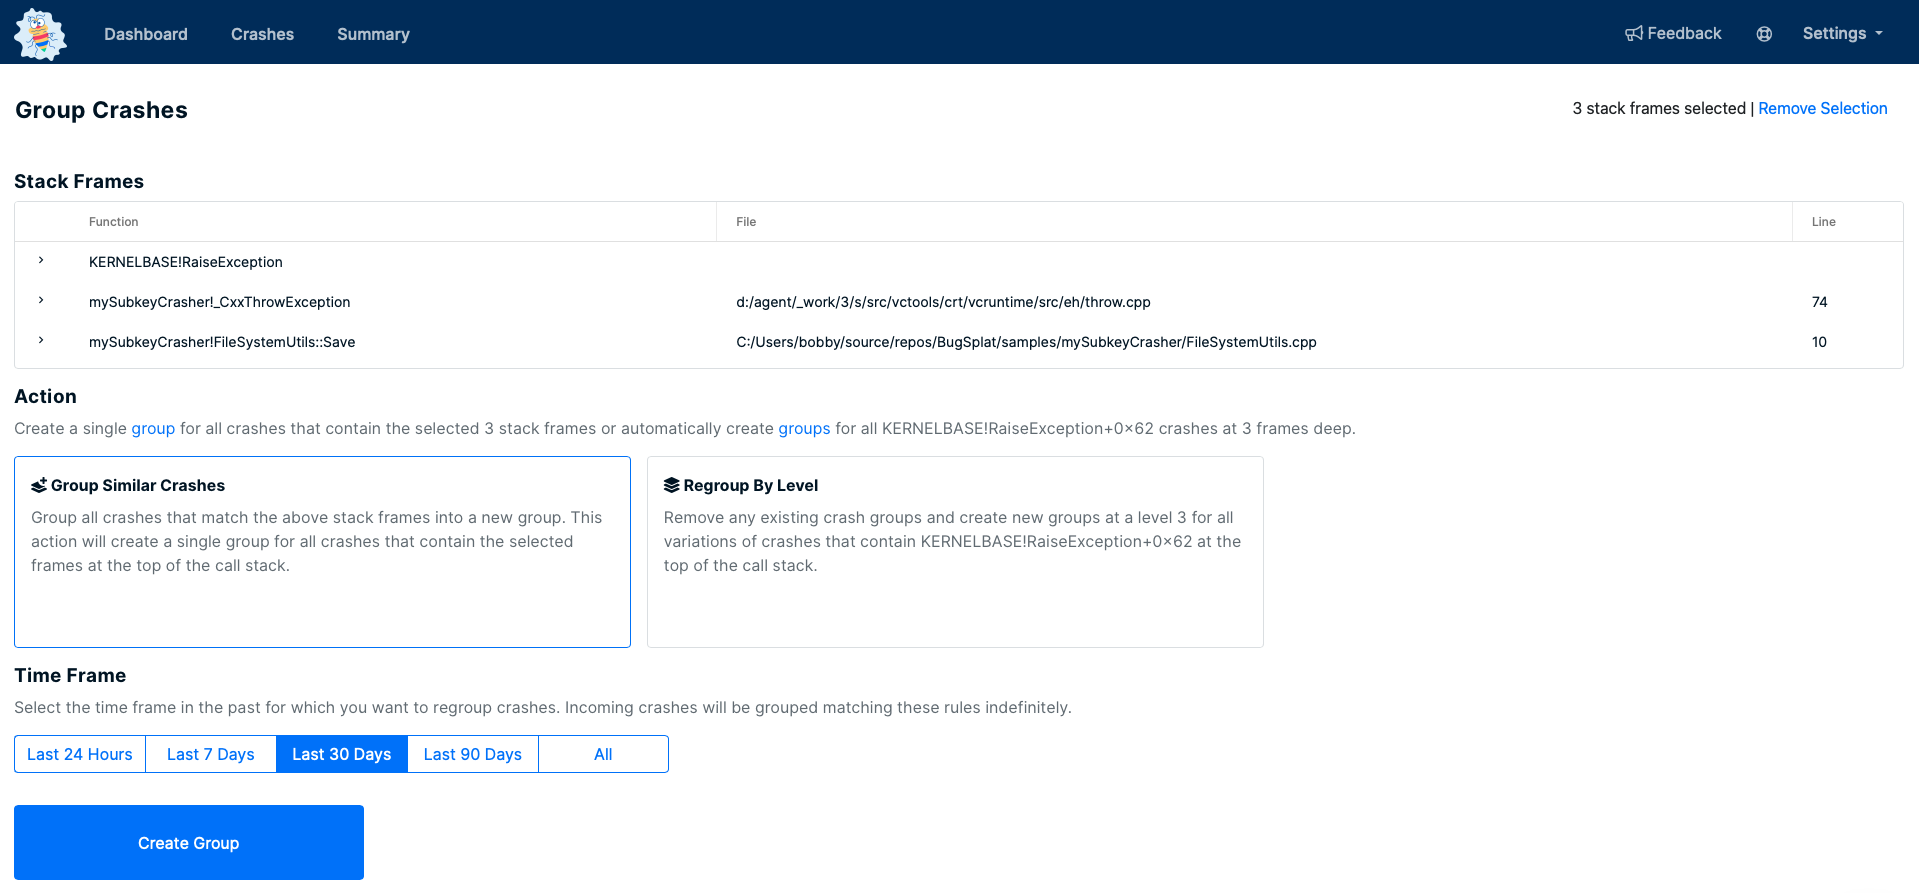 Dashboard Crashes Summary Feedback Settings
Group Crashes
3 stack frames selected | Remove Selection
Stack Frames
Function File Line
KERNELBASE!RaiseException
mySubkeyCrasher!_CxxThrowException d:/agent/_work/3/s/src/vctools/crt/vcruntime/src/eh/throw.cpp 74
mySubkeyCrasher!FileSystemUtils::Save C:/Users/bobby/source/repos/BugSplat/samples/mySubkeyCrasher/FileSystemUtils.cpp 10
Action
Create a single group for all crashes that contain the selected 3 stack frames or automatically create groups for all KERNELBASE!RaiseException+0×62 crashes at 3 frames deep.
Group Similar Crashes
Group all crashes that match the above stack frames into a new group. This
action will create a single group for all crashes that contain the selected
frames at the top of the call stack.
Regroup By Level
Remove any existing crash groups and create new groups at a level 3 for all
variations of crashes that contain KERNELBASE!RaiseException+0×62 at the
top of the call stack.
Time Frame
Select the time frame in the past for which you want to regroup crashes. Incoming crashes will be grouped matching these rules indefinitely.
Last 24 Hours Last 7 Days Last 30 Days Last 90 Days All
Create Group